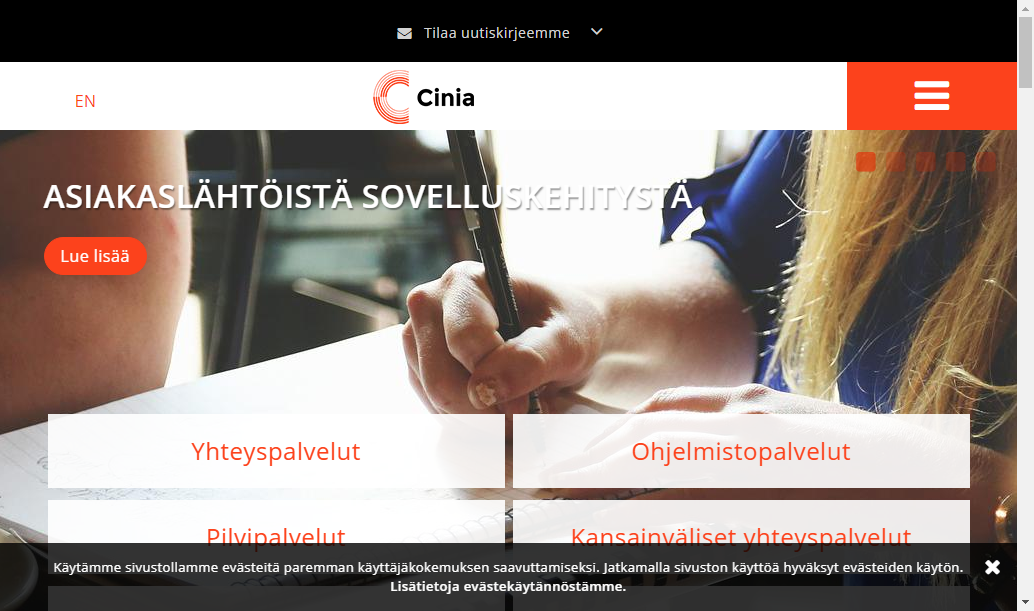 Tilaa uutiskirjeemme
EN
Cinia
ASIAKASLÄHTÖISTÄ SOVELLUSKEHITYSTÄ
Lue lisää
Yhteyspalvelut
Ohjelmistopalvelut
Pilvipalvelut
Kansainväliset yhteyspalvelut
Käytämme sivustollamme evästeitä paremman käyttäjäkokemuksen saavuttamiseksi. Jatkamalla sivuston käyttöä hyväksyt evästeiden käytön.
Lisätietoja evästekäytännöstämme.